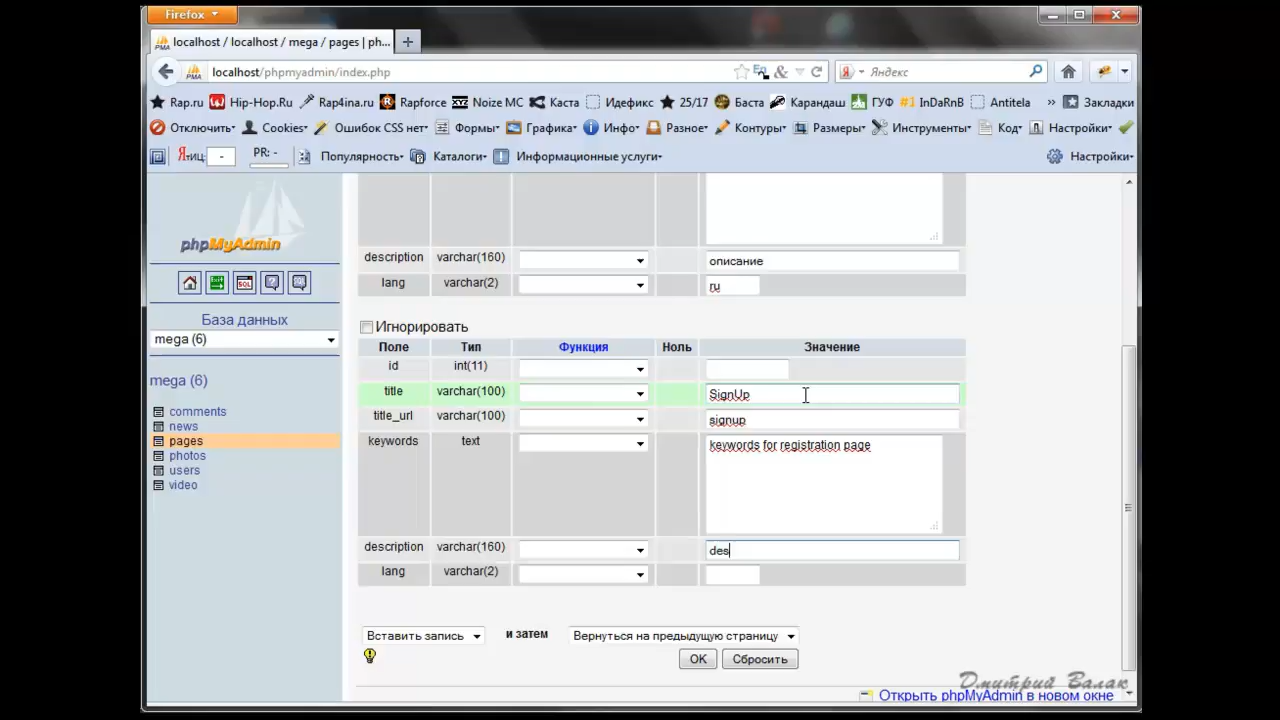 Firefox
localhost / localhost / mega / pages | ph...
localhost/phpmyadmin/index.php
Яндекс
Rap.ru Hip-Hop.Ru Rap4ina.ru Rapforce Noize MC Каста Идефикс 25/17 Баста Карандаш ГУФ #1 InDaRnB Antitela » Закладки
Отключить Cookies Ошибок CSS нет Формы Графика Инфо Разное Контуры Размеры Инструменты Код Настройки
Яtиц: - PR: - Популярность Каталоги Информационные услуги Настройки
phpMyAdmin
SQL
База данных
mega (6)
mega (6)
comments
news
pages
photos
users
video
description varchar(160) описание
lang varchar(2) ru
Игнорировать
Поле Тип Функция Ноль Значение
id int(11)
title varchar(100) SignUp
title_url varchar(100) signup
keywords text keywords for registration page
description varchar(160) des
lang varchar(2)
Вставить запись и затем Вернуться на предыдущую страницу
OK Сбросить
Дмитрий Валак
Открыть phpMyAdmin в новом окне